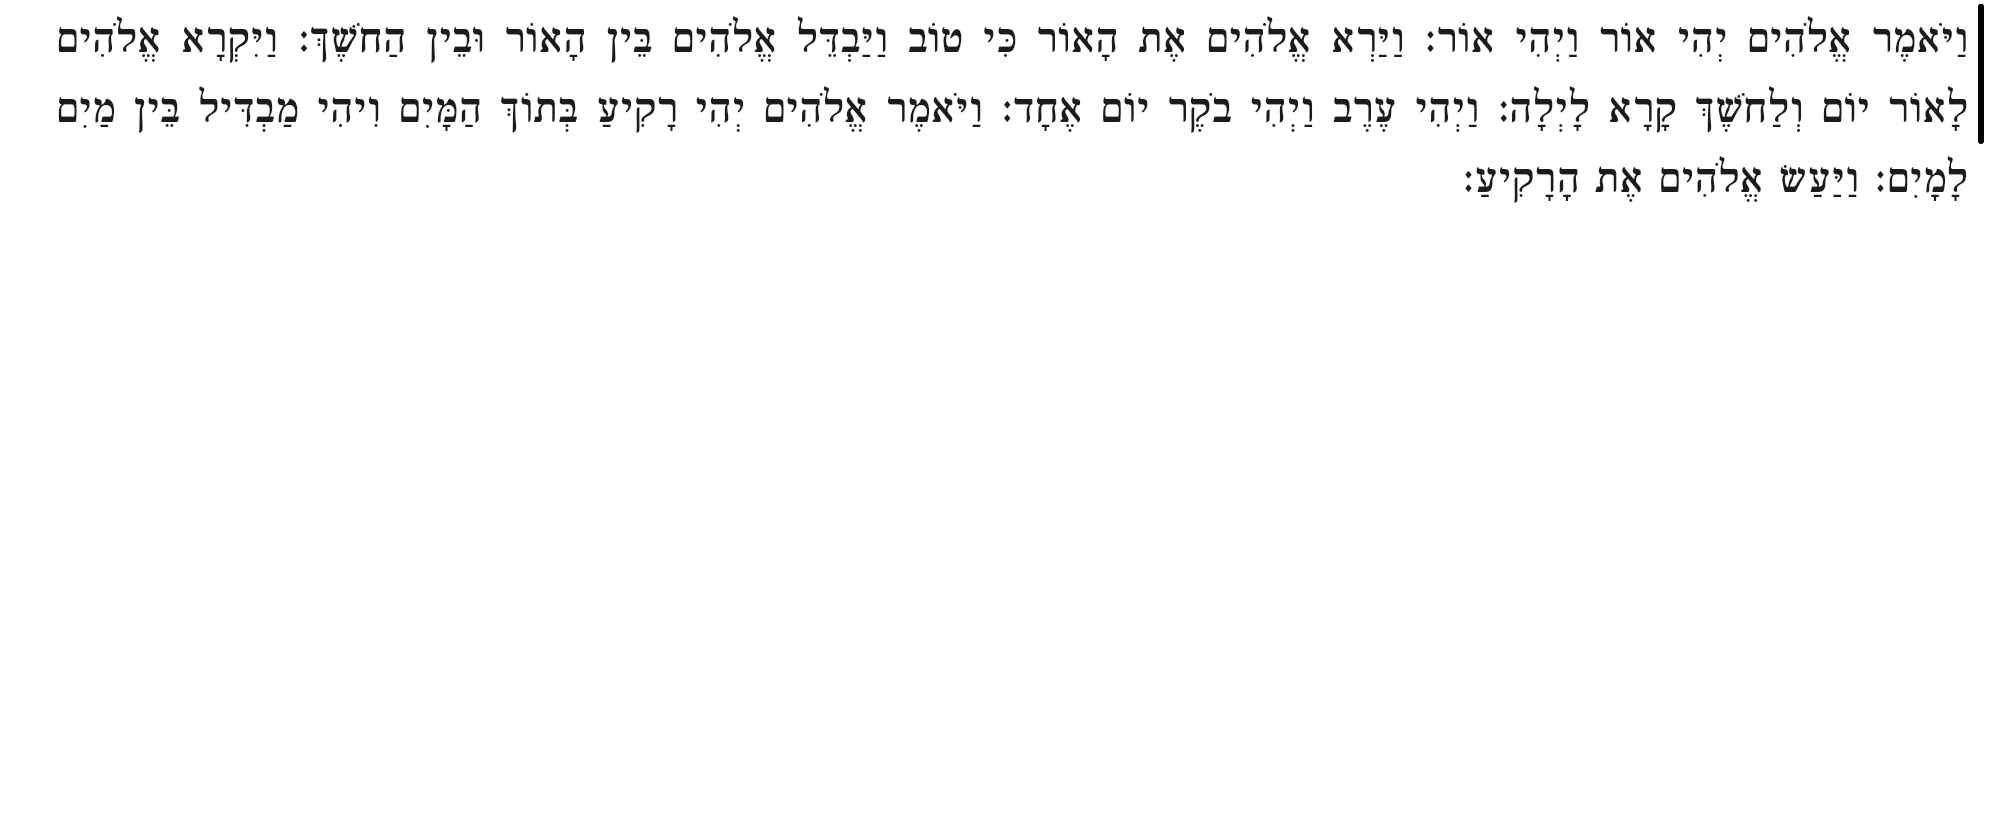 וַיֹּאמֶר אֱלֹהִים יְהִי אוֹר וַיְהִי אוֹר׃ וַיַּרְא אֱלֹהִים אֶת הָאוֹר כִּי טוֹב וַיַּבְדֵּל אֱלֹהִים בֵּין הָאוֹר וּבֵין הַחֹשֶׁךְ׃ וַיִּקְרָא אֱלֹהִים
לָאוֹר יוֹם וְלַחֹשֶׁךְ קָרָא לָיְלָה׃ וַיְהִי עֶרֶב וַיְהִי בֹקֶר יוֹם אֶחָד׃ וַיֹּאמֶר אֱלֹהִים יְהִי רָקִיעַ בְּתוֹךְ הַמָּיִם וִיהִי מַבְדִּיל בֵּין מַיִם
לָמָיִם׃ וַיַּעַשׂ אֱלֹהִים אֶת הָרָקִיעַ׃